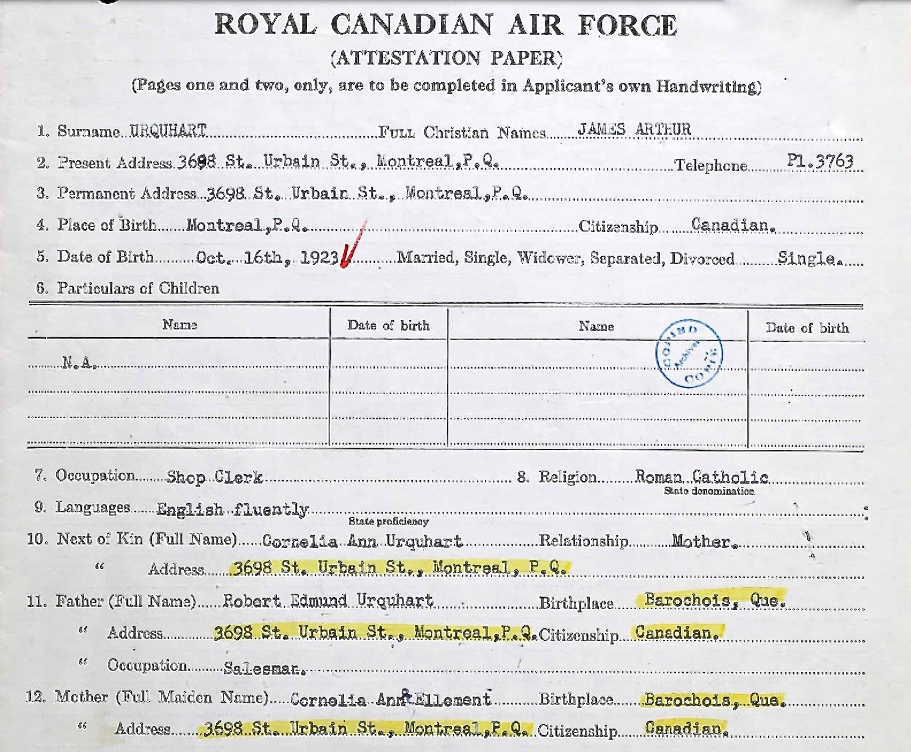 ROYAL CANADIAN AIR FORCE
(ATTESTATION PAPER)
(Pages one and two, only, are to be completed in Applicant's own Handwriting)
1. Surname URQUHART FULL Christian Names JAMES ARTHUR
2. Present Address 3698 St. Urbain St., Montreal, P.Q. Telephone Pl.3763
3. Permanent Address 3698 St. Urbain St., Montreal, P.Q.
4. Place of Birth Montreal, P.Q. Citizenship Canadian.
5. Date of Birth Oct. 16th, 1923 Married, Single, Widower, Separated, Divorced Single.
6. Particulars of Children
Name Date of birth Name Date of birth
COPIED
Archives
COPIÉ
N.A.
7. Occupation Shop Clerk 8. Religion Roman Catholic
State denomination
9. Languages English fluently
State proficiency
10. Next of Kin (Full Name) Cornelia Ann Urquhart Relationship Mother.
" Address 3698 St. Urbain St., Montreal, P.Q.
11. Father (Full Name) Robert Edmund Urquhart Birthplace Barochois, Que.
" Address 3698 St. Urbain St., Montreal, P.Q. Citizenship Canadian.
" Occupation Salesman.
12. Mother (Full Maiden Name) Cornelia Ann Ellement Birthplace Barochois, Que.
" Address 3698 St. Urbain St., Montreal, P.Q. Citizenship Canadian.